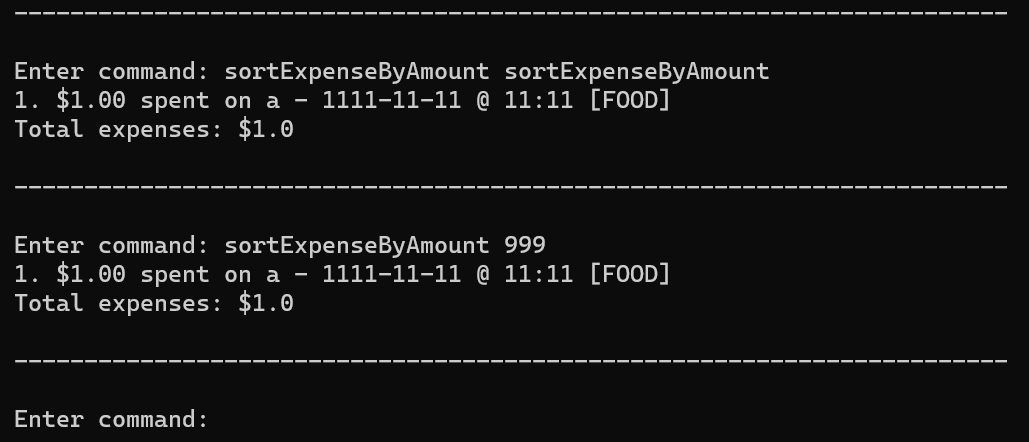 -----------------------------------------------------------------------
Enter command: sortExpenseByAmount sortExpenseByAmount
1. $1.00 spent on a - 1111-11-11 @ 11:11 [FOOD]
Total expenses: $1.0
-----------------------------------------------------------------------
Enter command: sortExpenseByAmount 999
1. $1.00 spent on a - 1111-11-11 @ 11:11 [FOOD]
Total expenses: $1.0
-----------------------------------------------------------------------
Enter command: